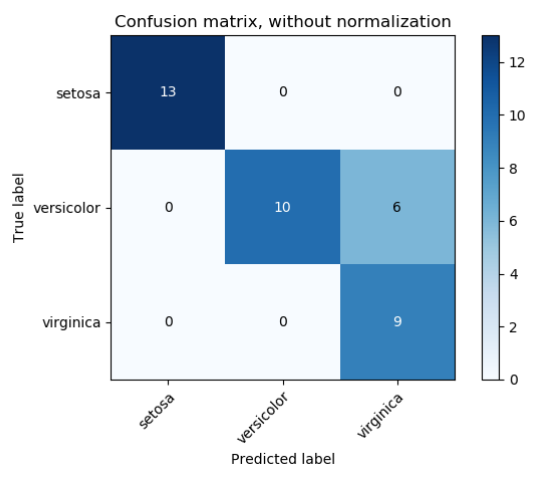 Confusion matrix, without normalization
setosa 13 0 0
versicolor 0 10 6
virginica 0 0 9
setosa versicolor virginica
True label
Predicted label
12
10
8
6
4
2
0